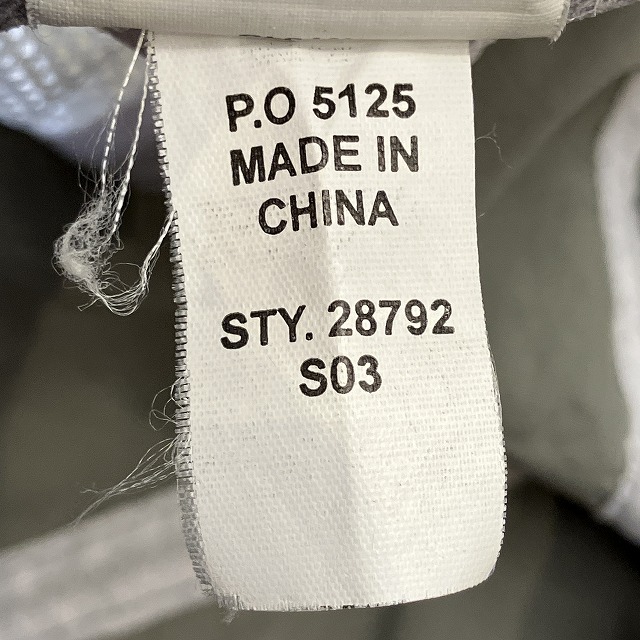 P.O 5125
MADE IN
CHINA
STY. 28792
S03